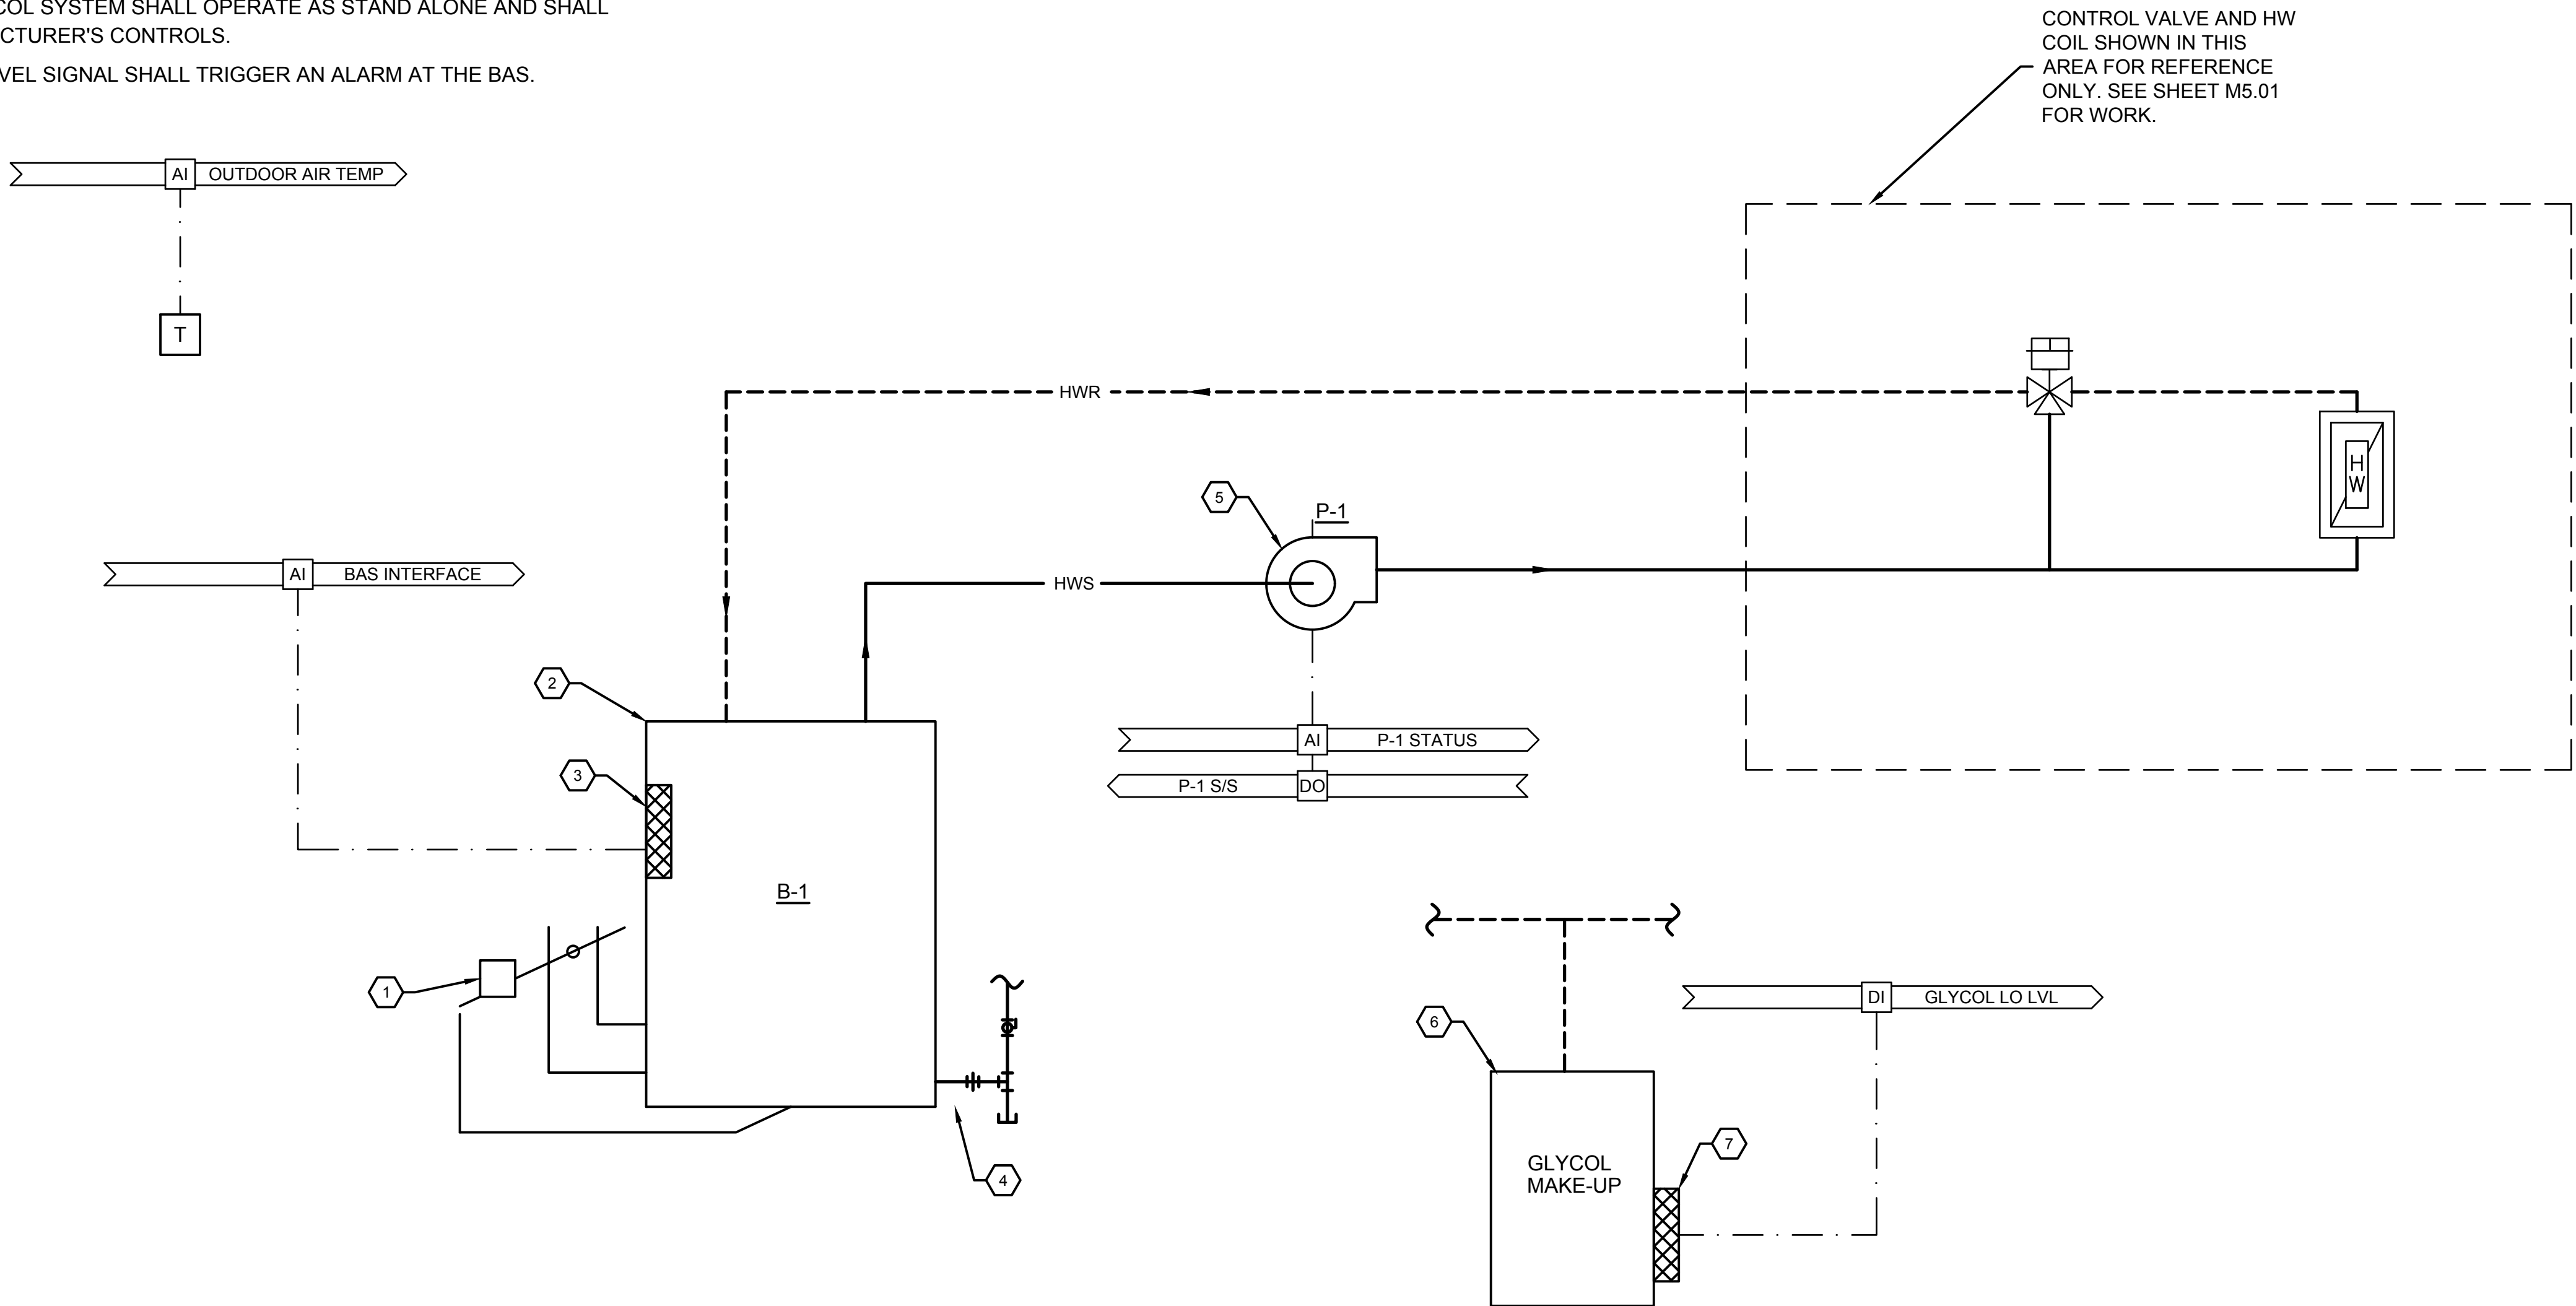 COL SYSTEM SHALL OPERATE AS STAND ALONE AND SHALL
CTURER'S CONTROLS.
VEL SIGNAL SHALL TRIGGER AN ALARM AT THE BAS.
CONTROL VALVE AND HW
COIL SHOWN IN THIS
AREA FOR REFERENCE
ONLY. SEE SHEET M5.01
FOR WORK.
AI OUTDOOR AIR TEMP
T
HWR
H
W
5
P-1
AI BAS INTERFACE
HWS
2
3
AI P-1 STATUS
P-1 S/S DO
B-1
1
DI GLYCOL LO LVL
6
4
7
GLYCOL
MAKE-UP